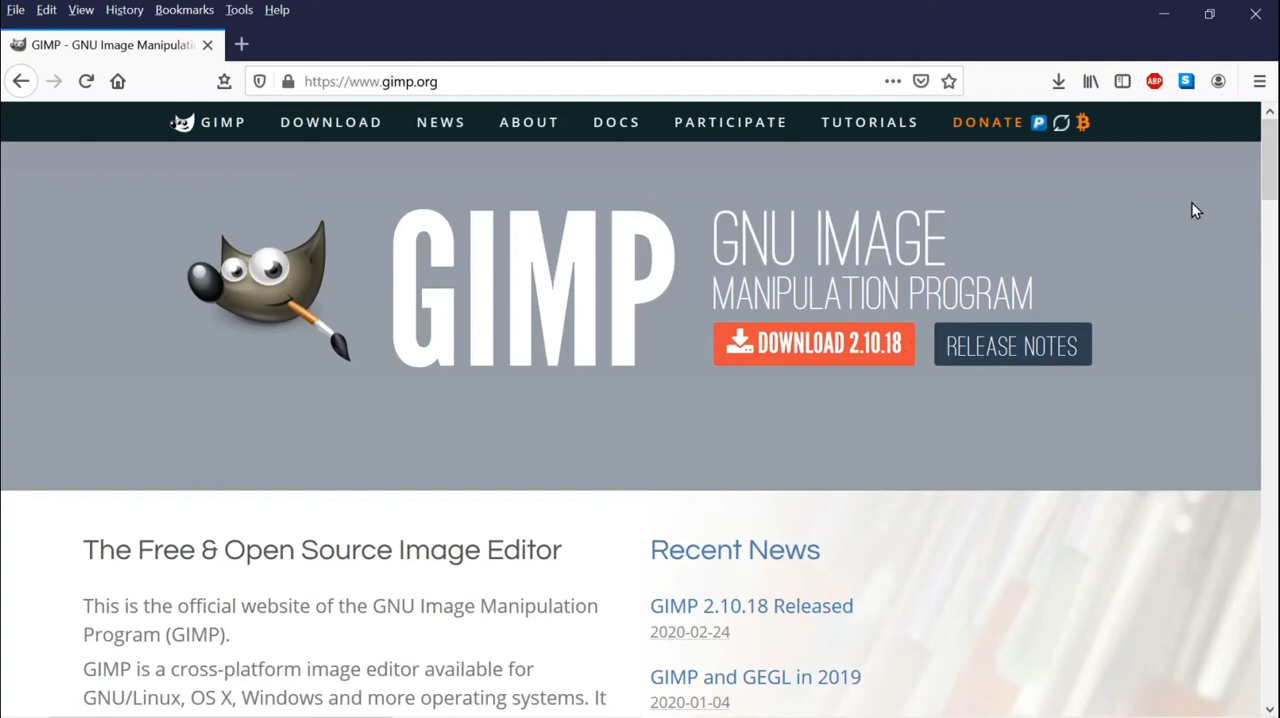 File Edit View History Bookmarks Tools Help
GIMP - GNU Image Manipulati
https://www.gimp.org
ABP
S
GIMP DOWNLOAD NEWS ABOUT DOCS PARTICIPATE TUTORIALS DONATE
GIMP
GNU IMAGE
MANIPULATION PROGRAM
DOWNLOAD 2.10.18
RELEASE NOTES
The Free & Open Source Image Editor
This is the official website of the GNU Image Manipulation
Program (GIMP).
GIMP is a cross-platform image editor available for
GNU/Linux, OS X, Windows and more operating systems. It
Recent News
GIMP 2.10.18 Released
2020-02-24
GIMP and GEGL in 2019
2020-01-04